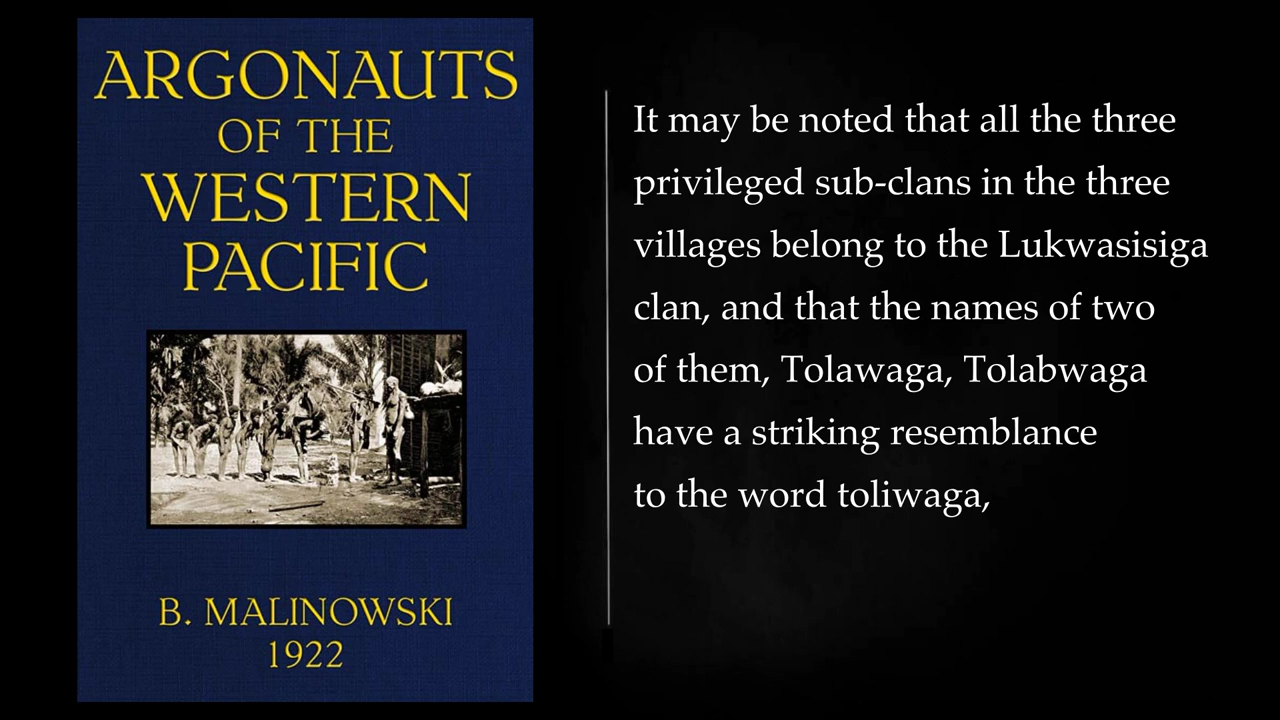 ARGONAUTS
OF THE
WESTERN
PACIFIC
B. MALINOWSKI
1922
It may be noted that all the three
privileged sub-clans in the three
villages belong to the Lukwasisiga
clan, and that the names of two
of them, Tolawaga, Tolabwaga
have a striking resemblance
to the word toliwaga,